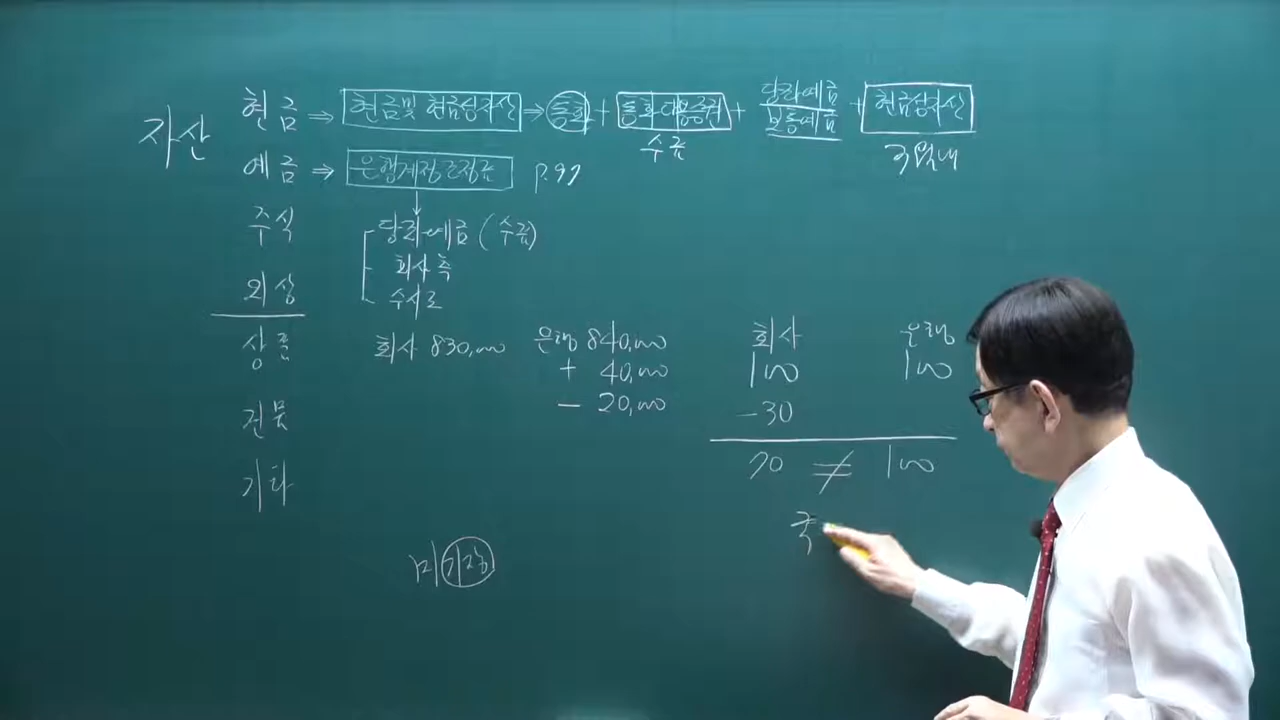 자산
현금 ⇒ 현금및 현금성자산 ⇒ 통화 + 통화대용증권 + 당좌예금 보통예금 + 현금성자산
수표
3월내
예금 ⇒ 은행계정조정표 p.97
↓
주식
당좌예금 (수표)
회사측
외상
수시로
상품
회사 830,000 은행 840,000
+ 40,000
- 20,000
건물
기타
미기장
회사 은행
100 100
-30
70 ≠ 100